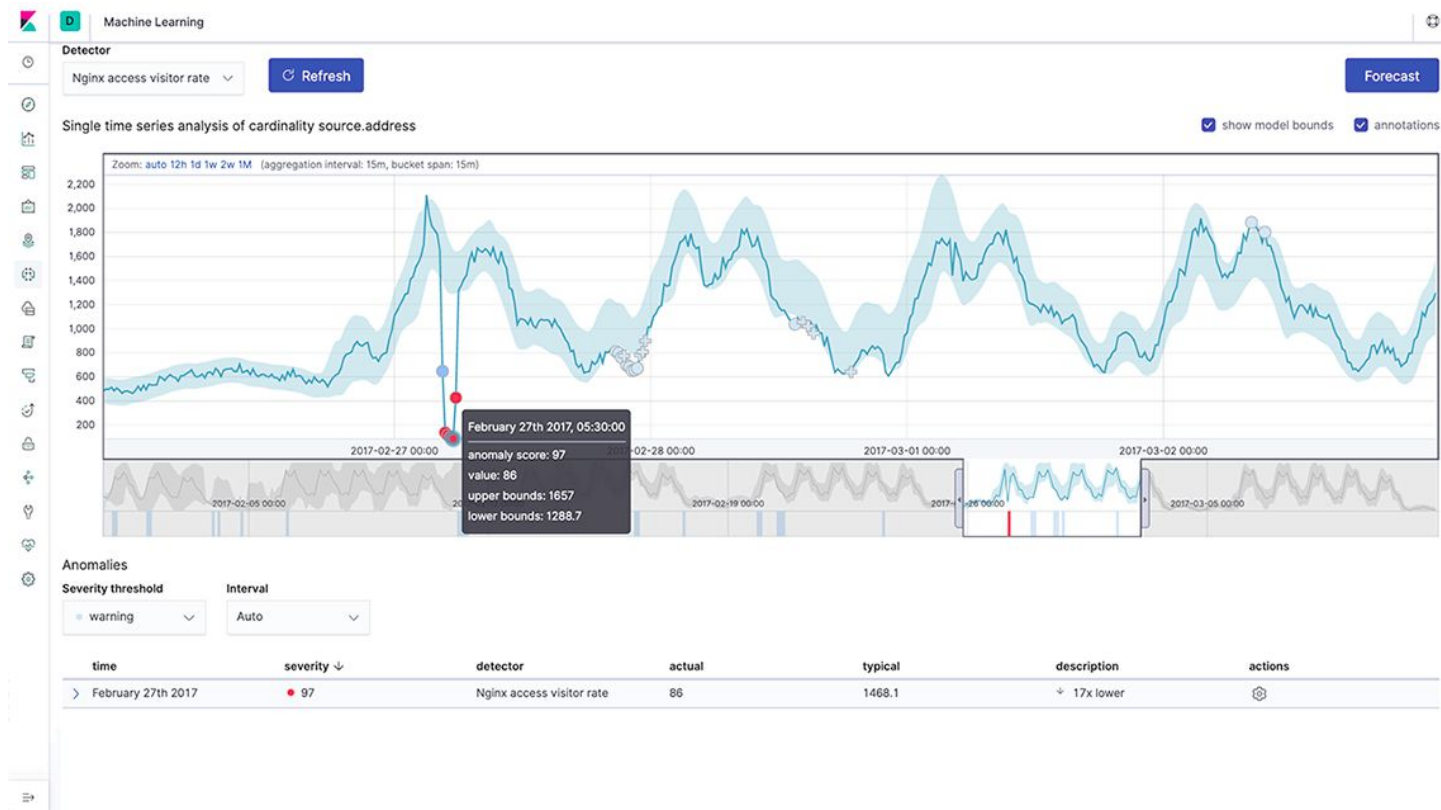 D Machine Learning
Detector
Nginx access visitor rate
Refresh
Forecast
Single time series analysis of cardinality source.address
show model bounds
annotations
Zoom: auto 12h 1d 1w 2w 1M (aggregation interval: 15m, bucket span: 15m)
2,200
2,000
1,800
1,600
1,400
1,200
1,000
800
600
400
200
2017-02-27 00:00
02-28 00:00
2017-03-01 00:00
2017-03-02 00:00
February 27th 2017, 05:30:00
anomaly score: 97
value: 86
upper bounds: 1657
lower bounds: 1288.7
2017-02-05 00:00
2017-02-19 00:00
26 00:00
2017-03-05 00:00
Anomalies
Severity threshold Interval
warning Auto
time severity detector actual typical description actions
February 27th 2017 97 Nginx access visitor rate 86 1468.1 17x lower